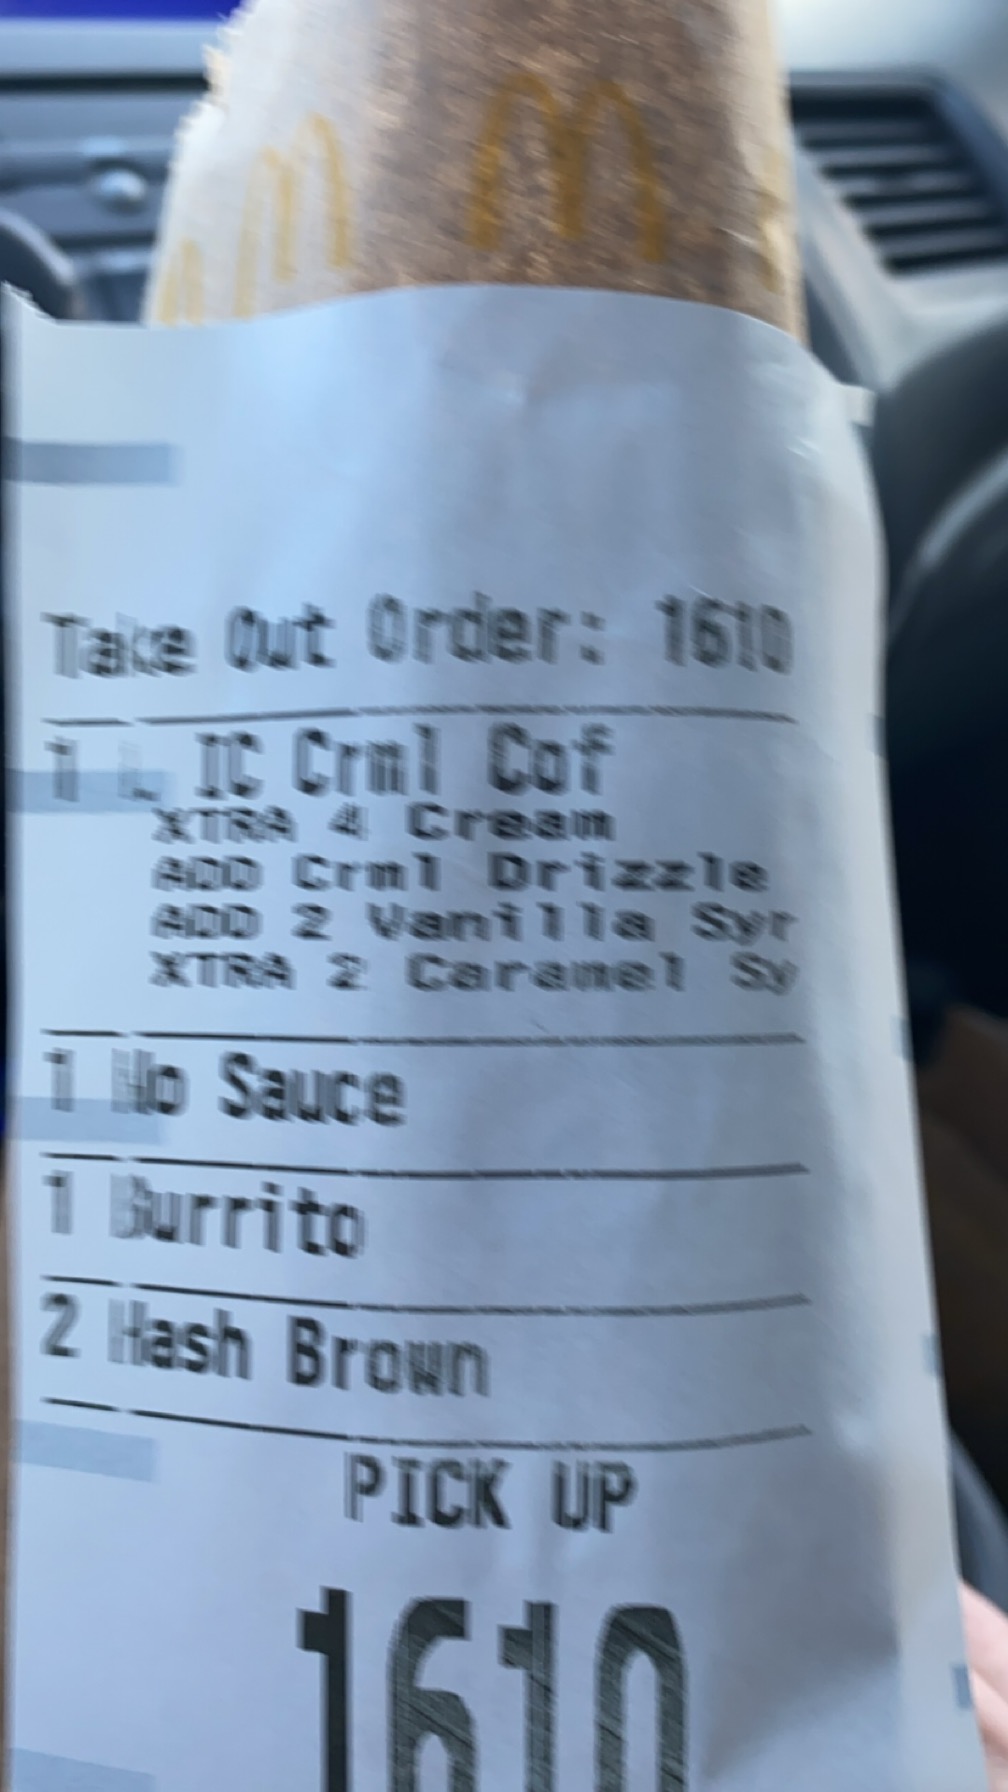 Take Out Order: 1610
1 L IC Crml Cof
XTRA 4 Cream
ADD Crml Drizzle
ADD 2 Vanilla Syr
XTRA 2 Caramel Sy
1 No Sauce
1 Burrito
2 Hash Brown
PICK UP
1610